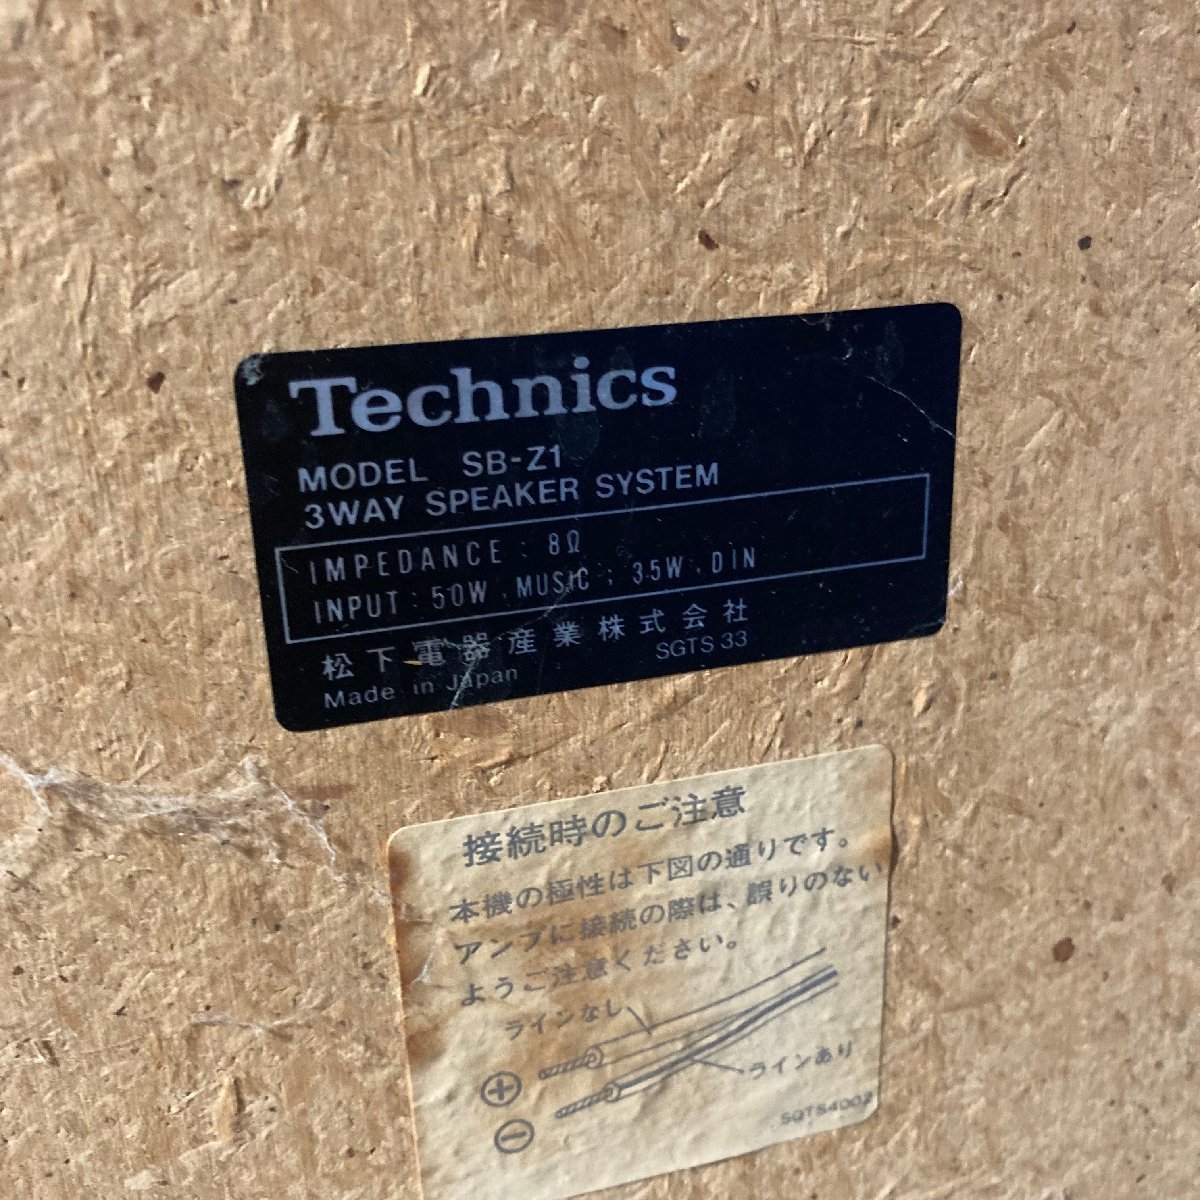 Technics
MODEL SB-Z1
3WAY SPEAKER SYSTEM
IMPEDANCE : 8Ω
INPUT : 50W , MUSIC ; 35W , DIN
松下電器産業株式会社
Made in Japan SGTS 33
接続時のご注意
本機の極性は下図の通りです。
アンプに接続の際は、誤りのない
ようご注意ください。
ラインなし
ラインあり
⊕
⊖
SQTS4002